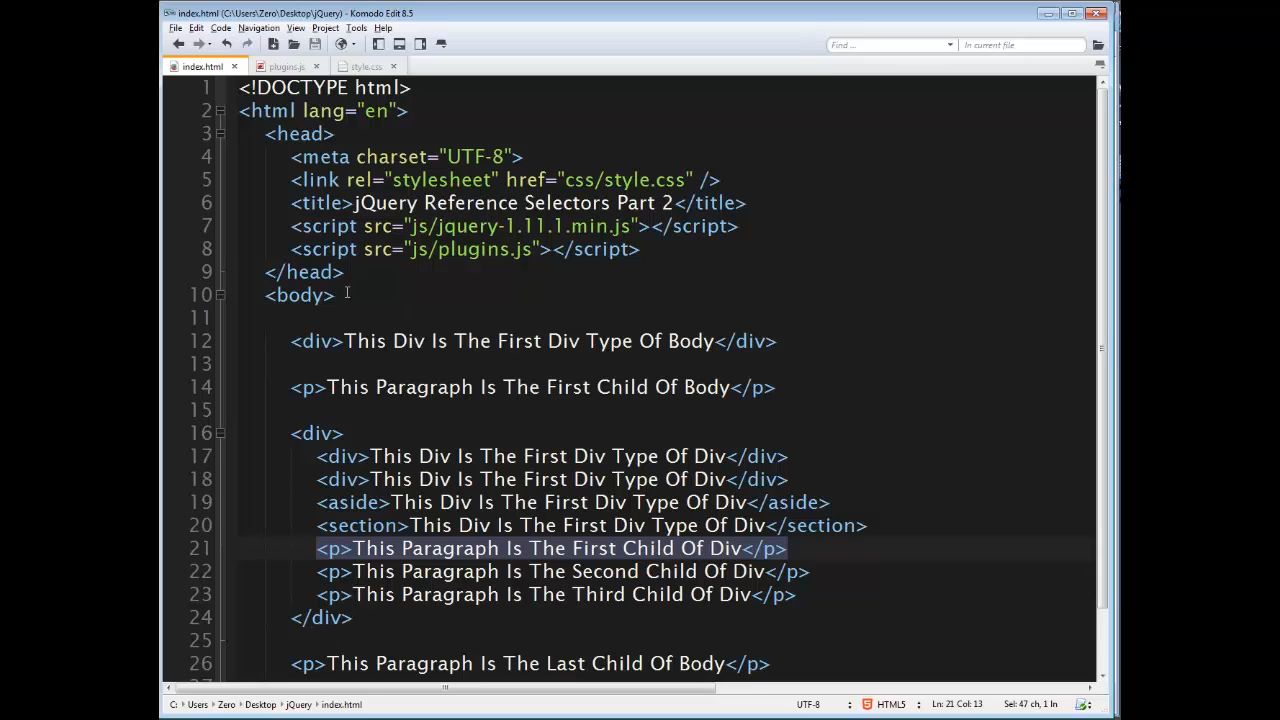 index.html (C:\Users\Zero\Desktop\jQuery) - Komodo Edit 8.5
File Edit Code Navigation View Project Tools Help
Find ... In current file
index.html plugins.js style.css
1 <!DOCTYPE html>
2 <html lang="en">
3 <head>
4 <meta charset="UTF-8">
5 <link rel="stylesheet" href="css/style.css" />
6 <title>jQuery Reference Selectors Part 2</title>
7 <script src="js/jquery-1.11.1.min.js"></script>
8 <script src="js/plugins.js"></script>
9 </head>
10 <body>
11
12 <div>This Div Is The First Div Type Of Body</div>
13
14 <p>This Paragraph Is The First Child Of Body</p>
15
16 <div>
17 <div>This Div Is The First Div Type Of Div</div>
18 <div>This Div Is The First Div Type Of Div</div>
19 <aside>This Div Is The First Div Type Of Div</aside>
20 <section>This Div Is The First Div Type Of Div</section>
21 <p>This Paragraph Is The First Child Of Div</p>
22 <p>This Paragraph Is The Second Child Of Div</p>
23 <p>This Paragraph Is The Third Child Of Div</p>
24 </div>
25
26 <p>This Paragraph Is The Last Child Of Body</p>
27
C: Users Zero Desktop jQuery index.html UTF-8 HTML5 Ln: 21 Col: 13 Sel: 47 ch, 1 ln